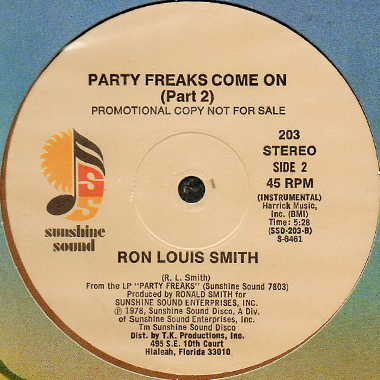 PARTY FREAKS COME ON
(Part 2)
PROMOTIONAL COPY NOT FOR SALE
203
STEREO
SIDE 2
45 RPM
(INSTRUMENTAL)
Harrick Music,
Inc. (BMI)
Time: 5:28
(SSD-203-B)
S-6461
SS
sunshine
sound
RON LOUIS SMITH
(R. L. Smith)
From the LP "PARTY FREAKS" (Sunshine Sound 7803)
Produced by RONALD SMITH for
SUNSHINE SOUND ENTERPRISES, INC.
Ⓟ 1978, Sunshine Sound Disco, A Div.
of Sunshine Sound Enterprises, Inc.
Tm Sunshine Sound Disco
Dist. by T.K. Productions, Inc.
495 S.E. 10th Court
Hialeah, Florida 33010